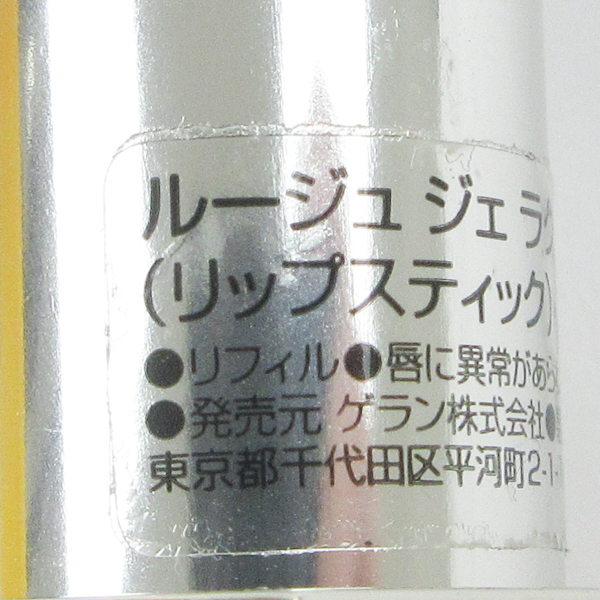 ルージュ ジェ ラ
(リップスティック)
●リフィル●唇に異常があら
●発売元 ゲラン株式会社●
東京都千代田区平河町2-1-